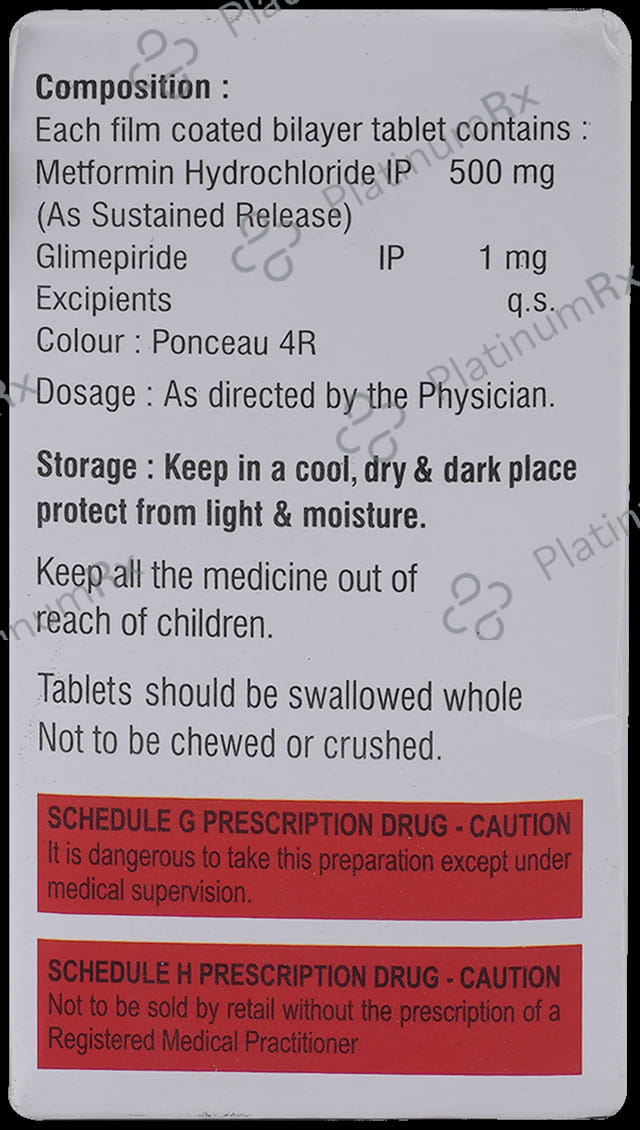 Composition :
Each film coated bilayer tablet contains :
Metformin Hydrochloride IP 500 mg
(As Sustained Release)
Glimepiride IP 1 mg
Excipients q.s.
Colour : Ponceau 4R
Dosage : As directed by the Physician.
Storage : Keep in a cool, dry & dark place
protect from light & moisture.
Keep all the medicine out of
reach of children.
Tablets should be swallowed whole
Not to be chewed or crushed.
SCHEDULE G PRESCRIPTION DRUG - CAUTION
It is dangerous to take this preparation except under
medical supervision.
SCHEDULE H PRESCRIPTION DRUG - CAUTION
Not to be sold by retail without the prescription of a
Registered Medical Practitioner
PlatinumRx
PlatinumRx